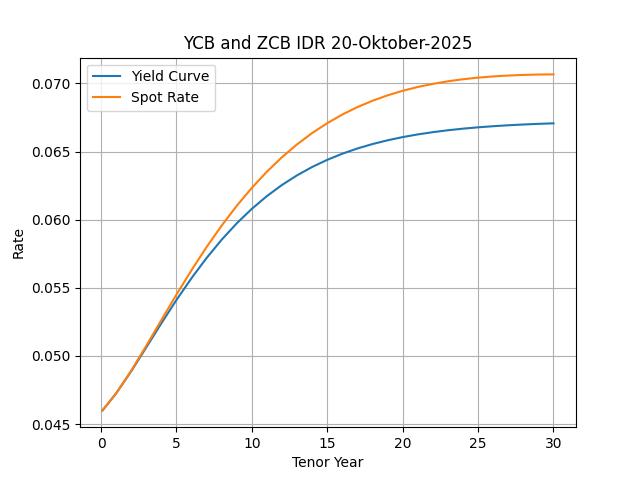 YCB and ZCB IDR 20-Oktober-2025
Yield Curve
Spot Rate
0.070
0.065
0.060
0.055
0.050
0.045
Rate
0 5 10 15 20 25 30
Tenor Year